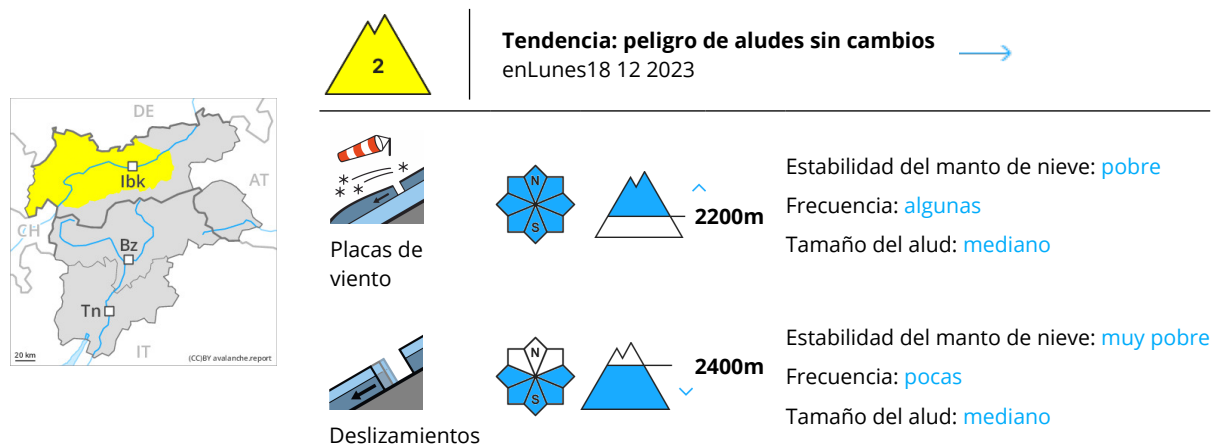 2
Tendencia: peligro de aludes sin cambios
enLunes18 12 2023
DE
AT
Ibk
CH
Bz
Tn
IT
20 km
(CC)BY avalanche.report
Placas de
viento
N
S
2200m
Estabilidad del manto de nieve: pobre
Frecuencia: algunas
Tamaño del alud: mediano
Deslizamientos
N
S
2400m
Estabilidad del manto de nieve: muy pobre
Frecuencia: pocas
Tamaño del alud: mediano